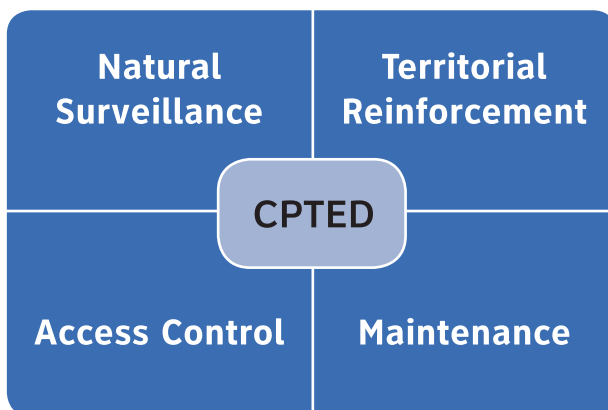 Natural
Surveillance
Territorial
Reinforcement
CPTED
Access Control
Maintenance